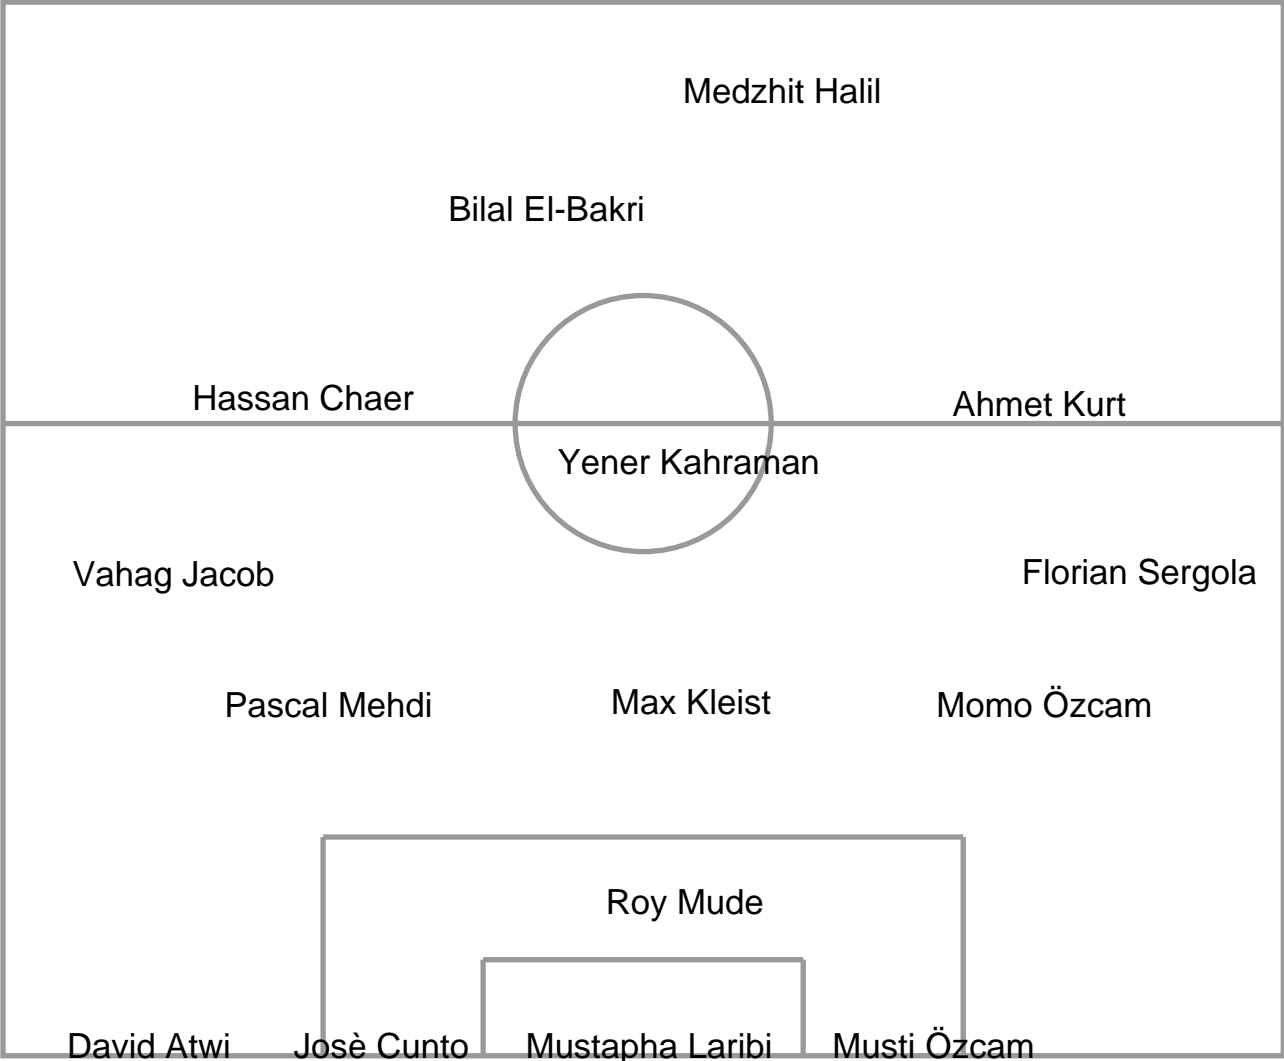 Medzhit Halil
Bilal El-Bakri
Hassan Chaer
Ahmet Kurt
Yener Kahraman
Vahag Jacob
Florian Sergola
Pascal Mehdi
Max Kleist
Momo Özcam
Roy Mude
David Atwi
Josè Cunto
Mustapha Laribi
Musti Özcam